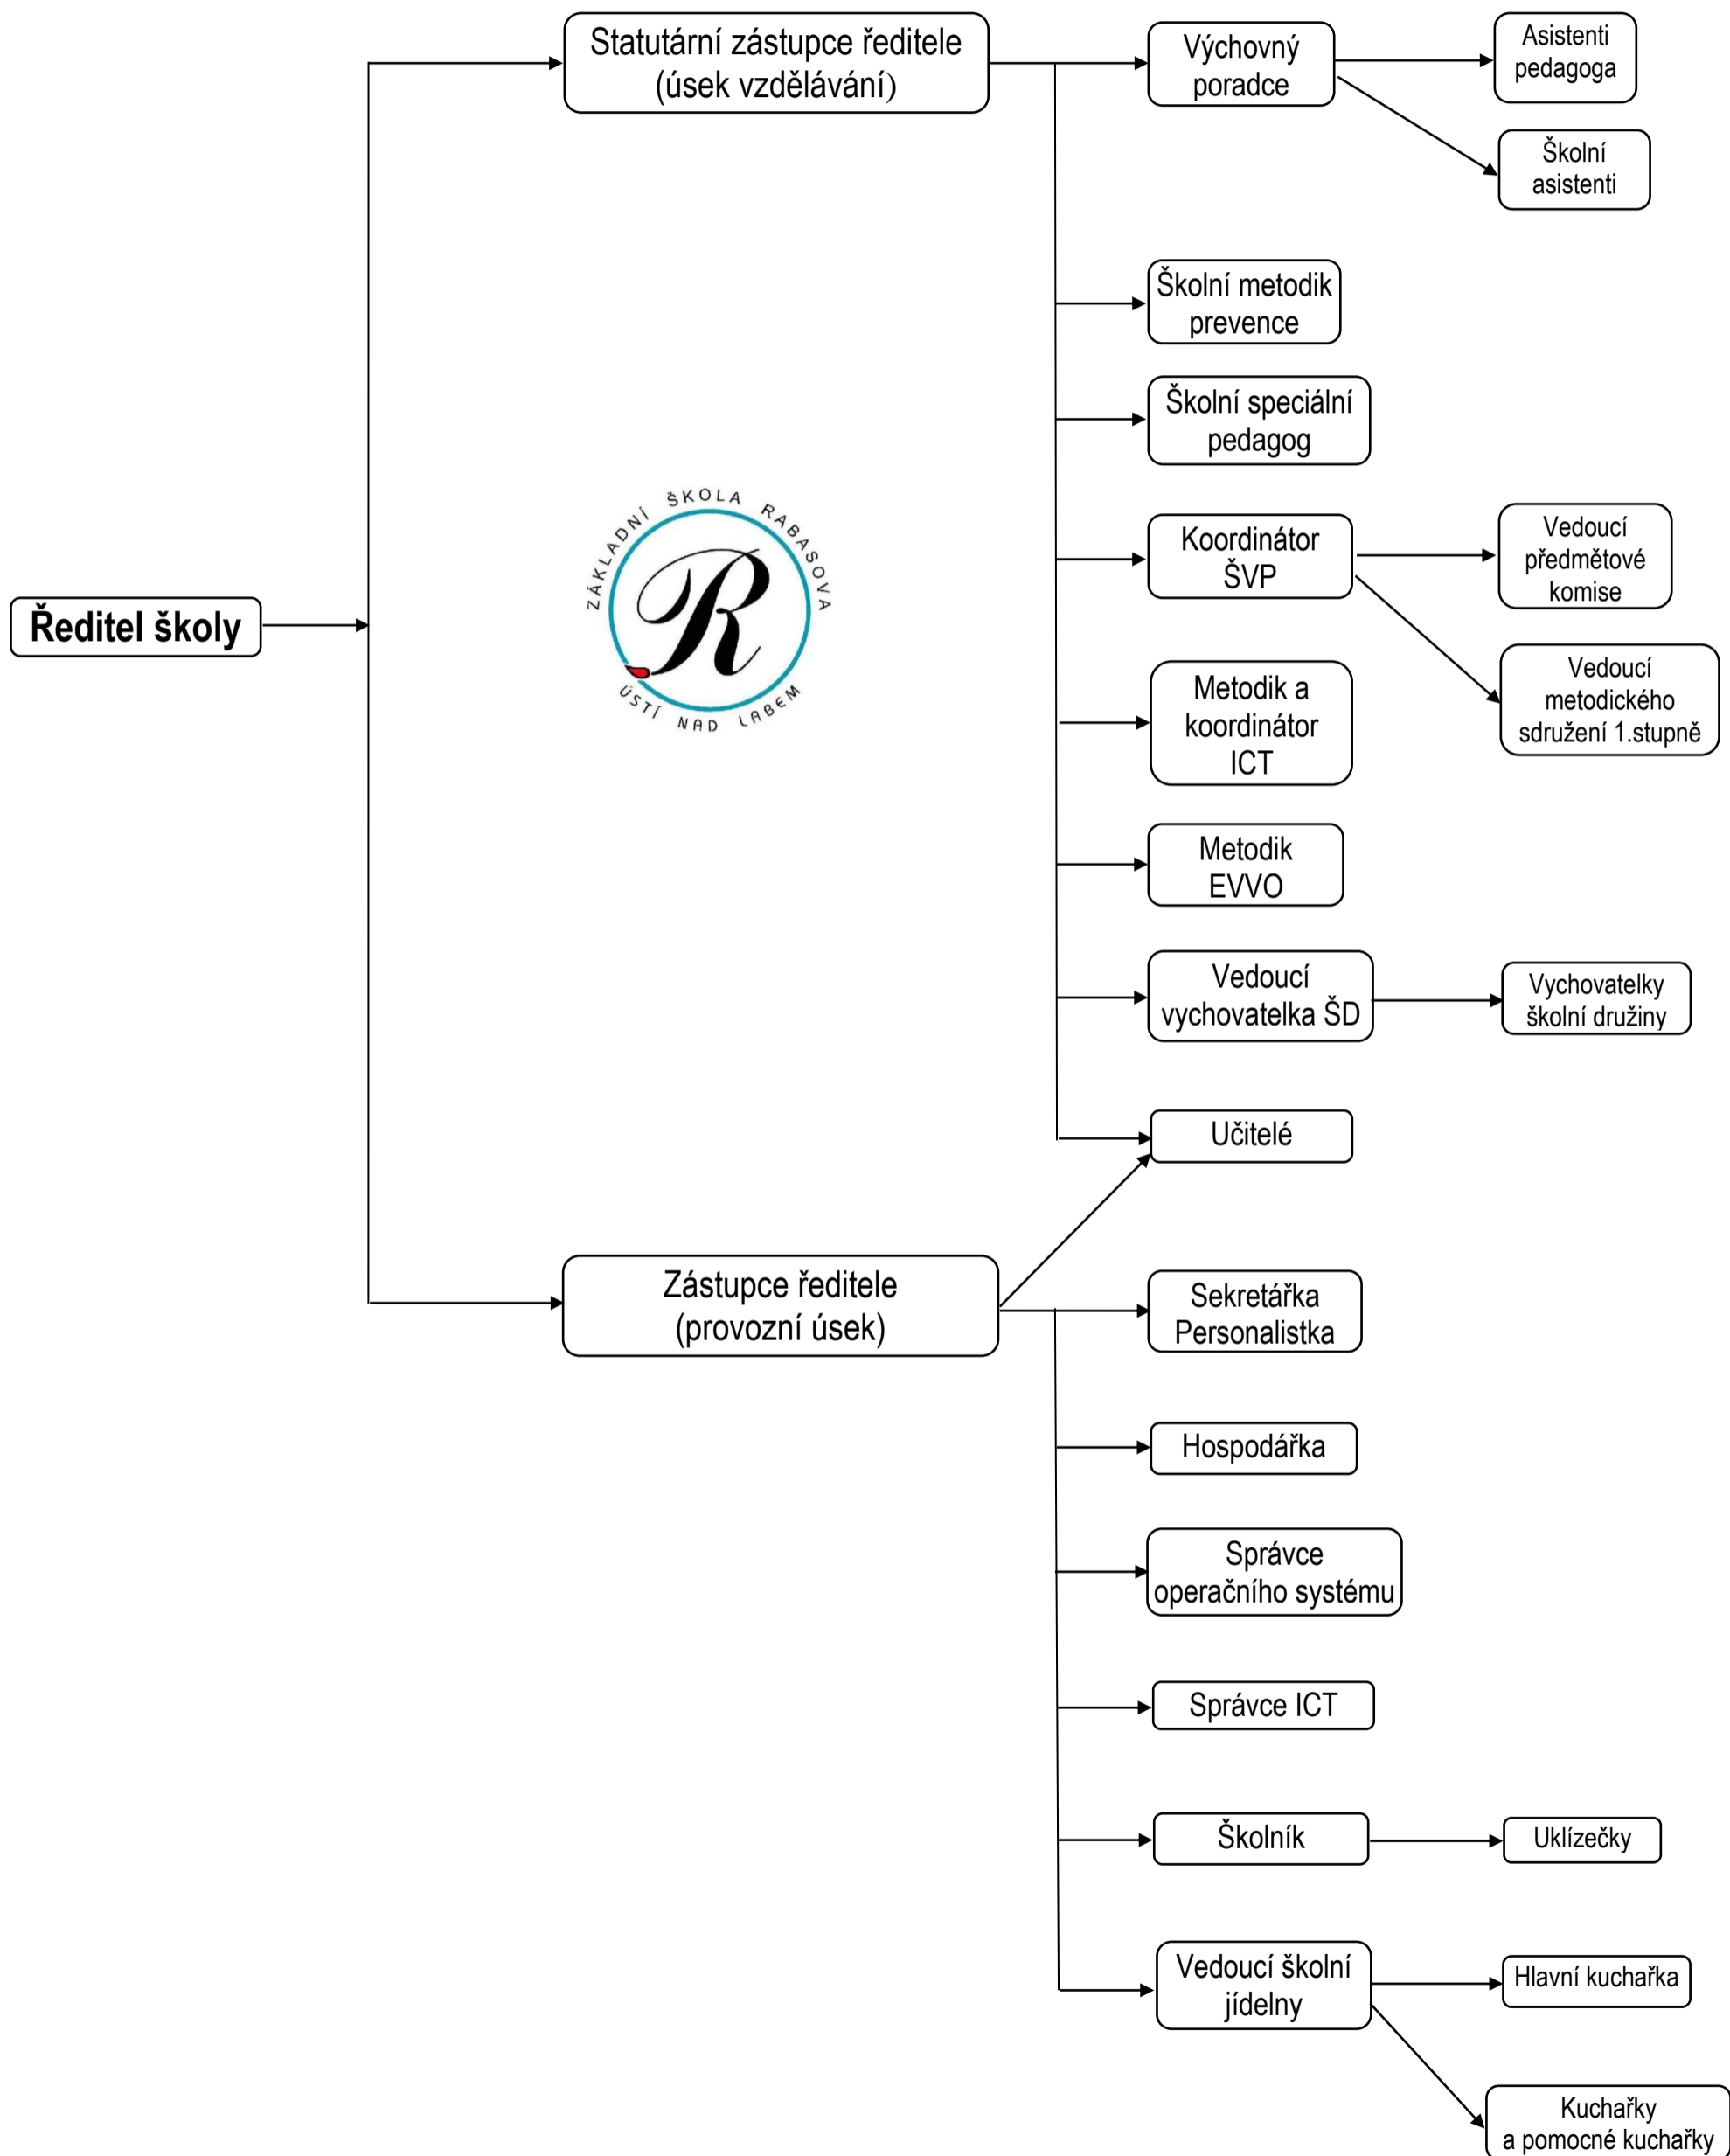 Statutární zástupce ředitele
(úsek vzdělávání)
Výchovný
poradce
Asistenti
pedagoga
Školní
asistenti
Školní metodik
prevence
Školní speciální
pedagog
ZÁKLADNÍ ŠKOLA RABASOVA
R
ÚSTÍ NAD LABEM
Ředitel školy
Koordinátor
ŠVP
Vedoucí
předmětové
komise
Vedoucí
metodického
sdružení 1.stupně
Metodik a
koordinátor
ICT
Metodik
EVVO
Vedoucí
vychovatelka ŠD
Vychovatelky
školní družiny
Učitelé
Zástupce ředitele
(provozní úsek)
Sekretářka
Personalistka
Hospodářka
Správce
operačního systému
Správce ICT
Školník
Uklízečky
Vedoucí školní
jídelny
Hlavní kuchařka
Kuchařky
a pomocné kuchařky